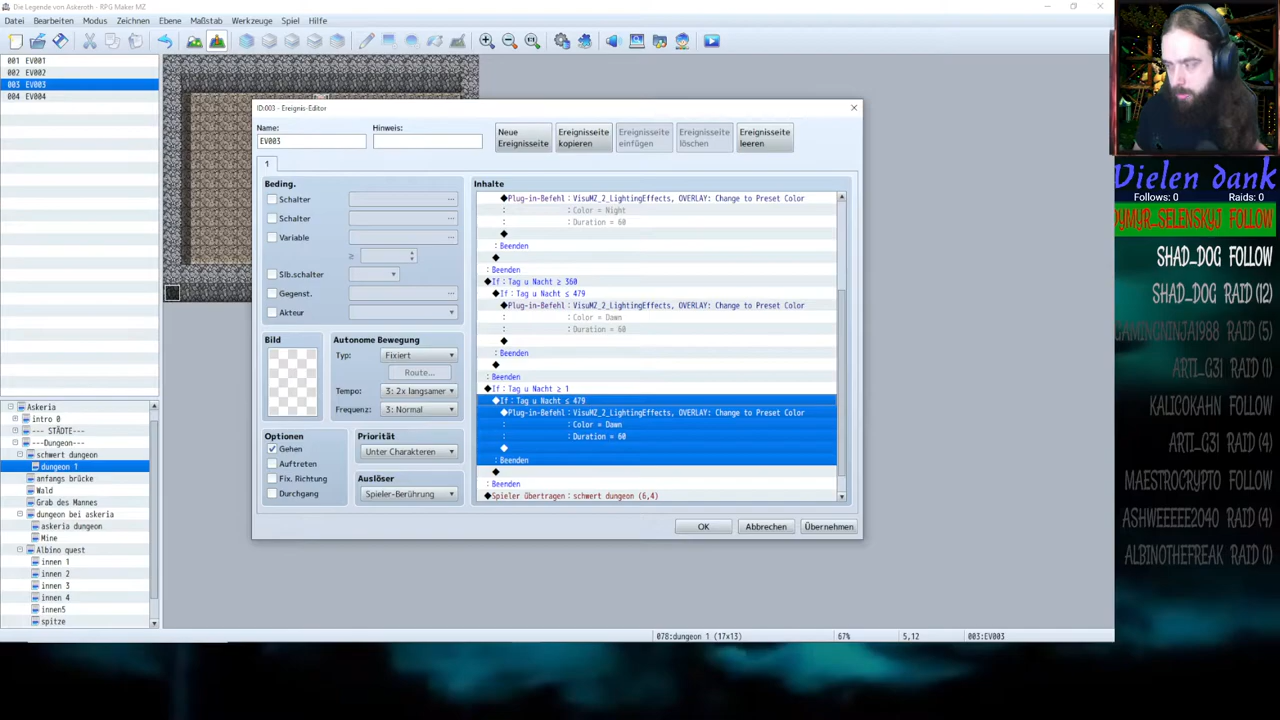 Die Legende von Askeroth - RPG Maker MZ
Datei Bearbeiten Modus Zeichnen Ebene Maßstab Werkzeuge Spiel Hilfe
001 EV001
002 EV002
003 EV003
004 EV004
ID:003 - Ereignis-Editor
Name:
Hinweis:
EV003
Neue Ereignisseite
Ereignisseite kopieren
Ereignisseite einfügen
Ereignisseite löschen
Ereignisseite leeren
1
Beding.
Schalter
Schalter
Variable
≥
Slb.schalter
Gegenst.
Akteur
Bild
Autonome Bewegung
Typ: Fixiert
Route...
Tempo: 3: 2x langsamer
Frequenz: 3: Normal
Optionen
Gehen
Auftreten
Fix. Richtung
Durchgang
Priorität
Unter Charakteren
Auslöser
Spieler-Berührung
Inhalte
◆Plug-in-Befehl：VisuMZ_2_LightingEffects, OVERLAY: Change to Preset Color
：　：Color = Night
：　：Duration = 60
◆
：Beenden
◆
：Beenden
◆If：Tag u Nacht ≥ 360
◆If：Tag u Nacht ≤ 479
◆Plug-in-Befehl：VisuMZ_2_LightingEffects, OVERLAY: Change to Preset Color
：　：Color = Dawn
：　：Duration = 60
◆
：Beenden
◆
：Beenden
◆If：Tag u Nacht ≥ 1
◆If：Tag u Nacht ≤ 479
◆Plug-in-Befehl：VisuMZ_2_LightingEffects, OVERLAY: Change to Preset Color
：　：Color = Dawn
：　：Duration = 60
◆
：Beenden
◆
：Beenden
◆Spieler übertragen：schwert dungeon (6,4)
OK
Abbrechen
Übernehmen
Askeria
intro 0
--- STÄDTE
---Dungeon---
schwert dungeon
dungeon 1
anfangs brücke
Wald
Grab des Mannes
dungeon bei askeria
askeria dungeon
Mine
Albino quest
innen 1
innen 2
innen 3
innen 4
innen5
spitze
078:dungeon 1 (17x13)
67%
5,12
003:EV003
Vielen dank
Follows: 0 Raids: 0
YMYR_SELENSKYJ FOLLOW
SHAD_DOG FOLLOW
SHAD_DOG RAID (12)
GAMINGNINJA1988 RAID (5)
ARTI_G31 FOLLOW
ARTI_G31 RAID (1)
KALICOKAHN FOLLOW
ARTI_G31 RAID (4)
MAESTROCRYPTO FOLLOW
ASHWEEEEE2040 RAID (4)
ALBINOTHEFREAK RAID (6)